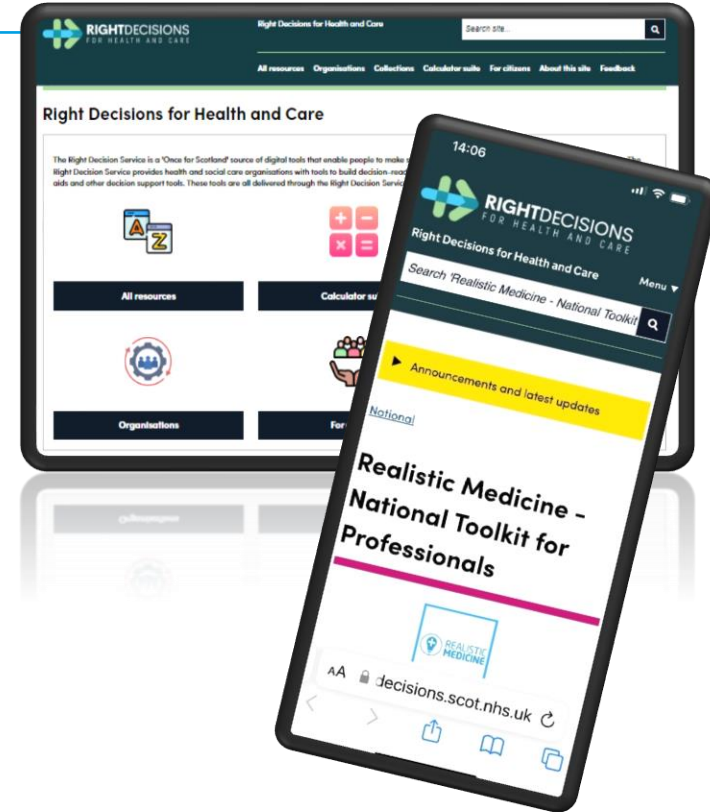 RIGHTDECISIONS
FOR HEALTH AND CARE
Right Decisions for Health and Care
Search site...
All resources Organisations Collections Calculator suite For citizens About this site Feedback
Right Decisions for Health and Care
The Right Decision Service is a 'Once for Scotland' source of digital tools that enable people to make
Right Decision Service provides health and social care organisations with tools to build
aids and other decision support tools. These tools are all delivered through the Right Decision
A
Z
All resources
Calculator
Organisations
For
14:06
RIGHTDECISIONS
FOR HEALTH AND CARE
Right Decisions for Health and Care
Menu ▼
Search 'Realistic Medicine - National Toolkit
Announcements and latest updates
National
Realistic Medicine -
National Toolkit for
Professionals
REALISTIC
MEDICINE
AA
decisions.scot.nhs.uk